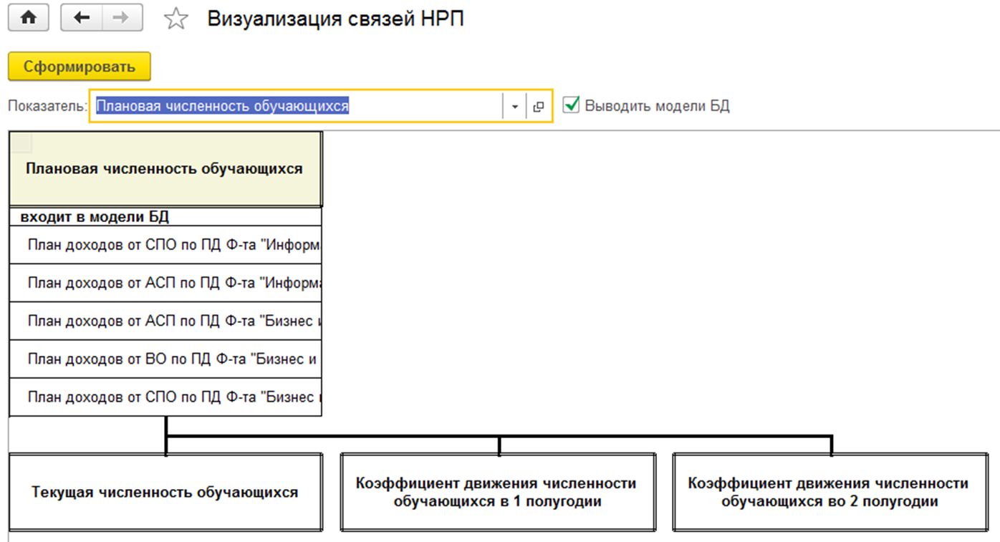 Визуализация связей НРП
Сформировать
Показатель: Плановая численность обучающихся Выводить модели БД
Плановая численность обучающихся
входит в модели БД
План доходов от СПО по ПД Ф-та "Информ
План доходов от АСП по ПД Ф-та "Информа
План доходов от АСП по ПД Ф-та "Бизнес и
План доходов от ВО по ПД Ф-та "Бизнес и
План доходов от СПО по ПД Ф-та "Бизнес
Текущая численность обучающихся
Коэффициент движения численности
обучающихся в 1 полугодии
Коэффициент движения численности
обучающихся во 2 полугодии